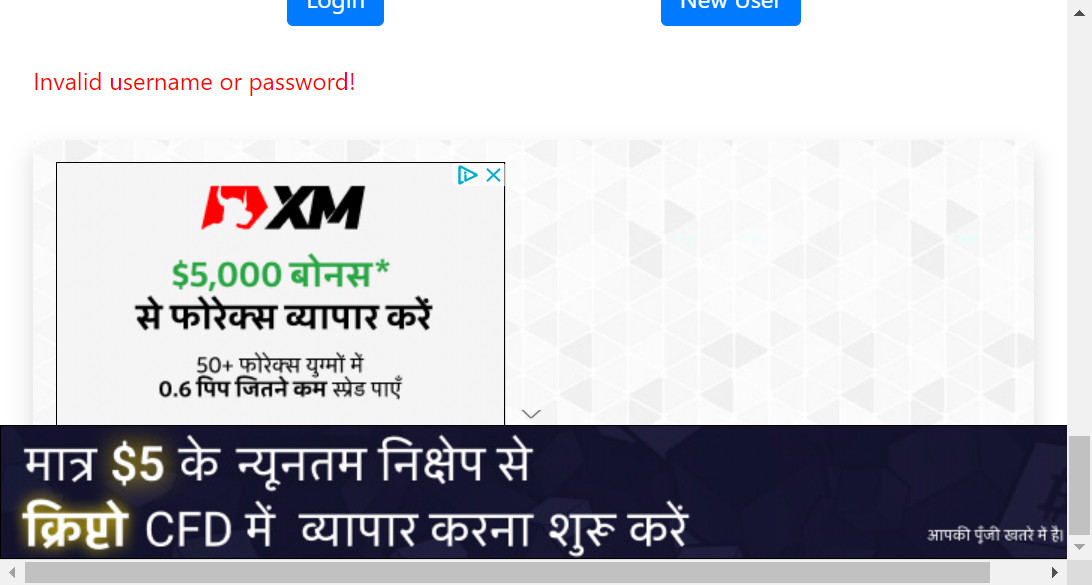 Login New User
Invalid username or password!
XM
$5,000 बोनस*
से फोरेक्स व्यापार करें
50+ फोरेक्स युग्मों में
0.6 पिप जितने कम स्प्रेड पाएँ
मात्र $5 के न्यूनतम निक्षेप से
क्रिप्टो CFD में व्यापार करना शुरू करें
आपकी पूँजी खतरे में है।